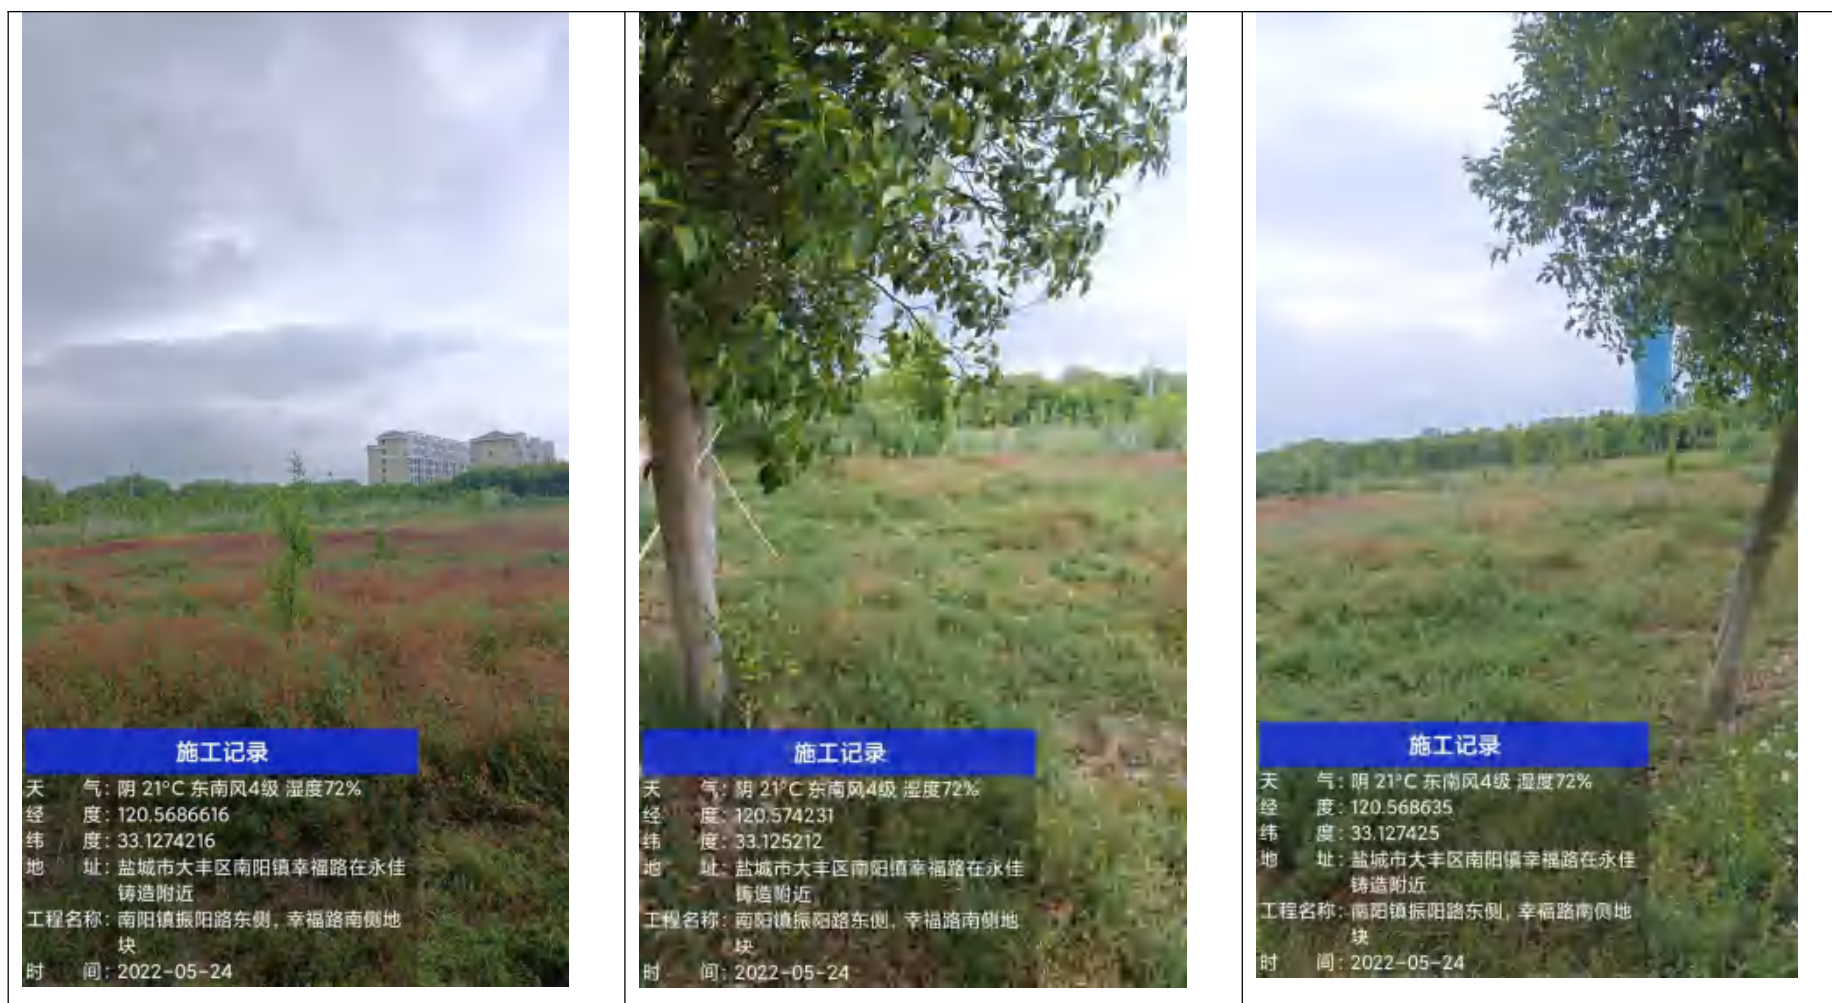 施工记录
天 气：阴 21°C 东南风4级 湿度72%
经 度：120.5686616
纬 度：33.1274216
地 址：盐城市大丰区南阳镇幸福路在永佳
铸造附近
工程名称：南阳镇振阳路东侧，幸福路南侧地
块
时 间：2022-05-24
施工记录
天 气：阴 21°C 东南风4级 湿度72%
经 度：120.574231
纬 度：33.125212
地 址：盐城市大丰区南阳镇幸福路在永佳
铸造附近
工程名称：南阳镇振阳路东侧，幸福路南侧地
块
时 间：2022-05-24
施工记录
天 气：阴 21°C 东南风4级 湿度72%
经 度：120.568635
纬 度：33.127425
地 址：盐城市大丰区南阳镇幸福路在永佳
铸造附近
工程名称：南阳镇振阳路东侧，幸福路南侧地
块
时 间：2022-05-24